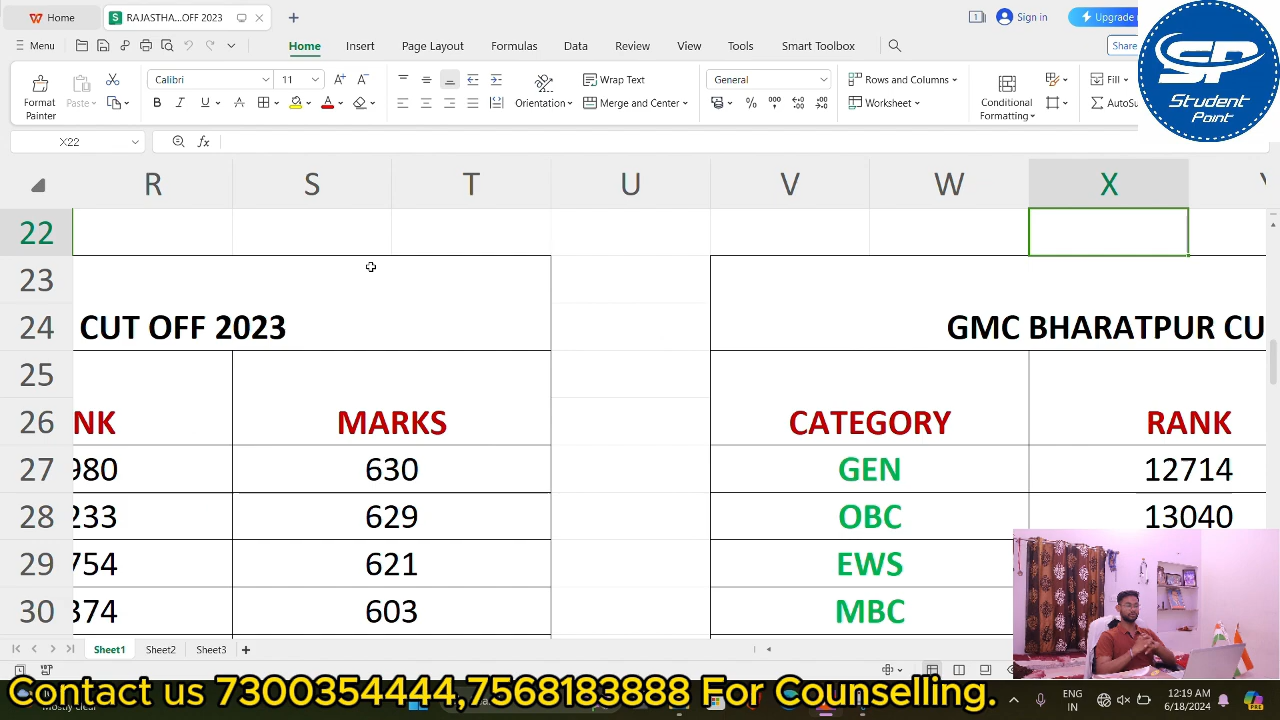 Home
RAJASTHA...OFF 2023
Sign in
Upgrade
Menu
Home
Insert
Page Layout
Formulas
Data
Review
View
Tools
Smart Toolbox
Share
Format Painter
Paste
Calibri
11
Wrap Text
Orientation
Merge and Center
General
Rows and Columns
Worksheet
Conditional Formatting
Fill
AutoSu
SP
Student
Point
X22
fx
R S T U V W X
22
23
24 CUT OFF 2023 GMC BHARATPUR CU
25
26 NK MARKS CATEGORY RANK
27 980 630 GEN 12714
28 233 629 OBC 13040
29 754 621 EWS
30 374 603 MBC
Sheet1 Sheet2 Sheet3
Contact us 7300354444,7568183888 For Counselling.
Mostly clear
ENG
IN
12:19 AM
6/18/2024